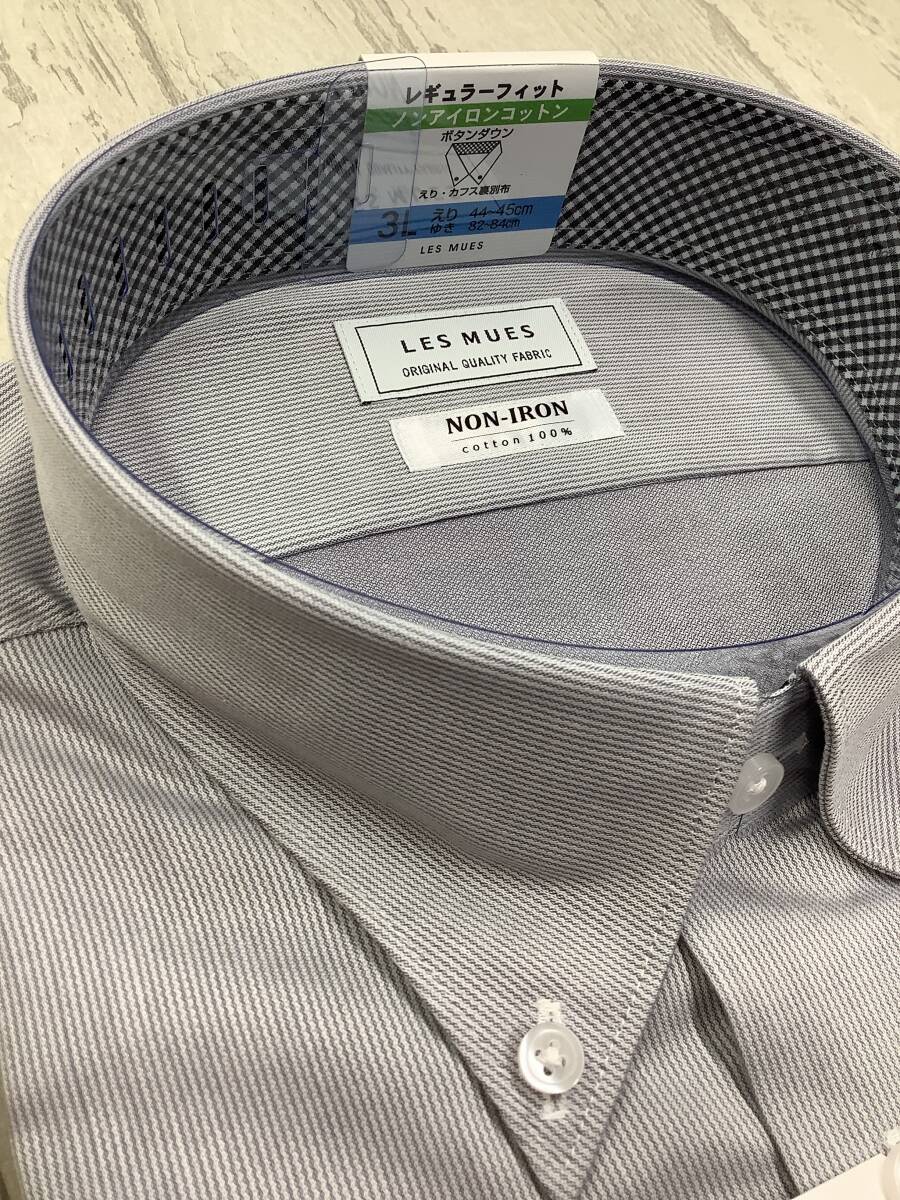 レギュラーフィット
ノンアイロンコットン
ボタンダウン
えり・カフス裏別布
3L えり 44~45cm
ゆき 82~84cm
LES MUES
LES MUES
ORIGINAL QUALITY FABRIC
NON-IRON
cotton 100%